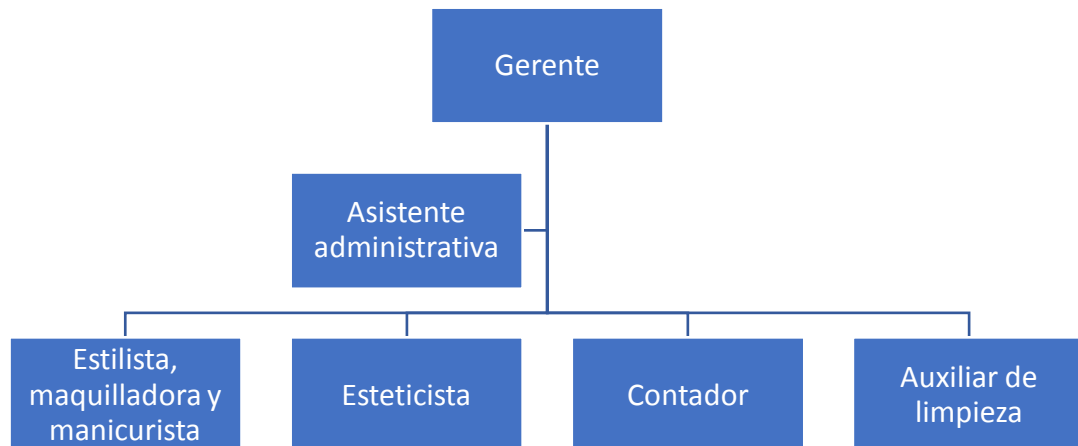 Gerente
Asistente
administrativa
Estilista,
maquilladora y
manicurista
Esteticista
Contador
Auxiliar de
limpieza